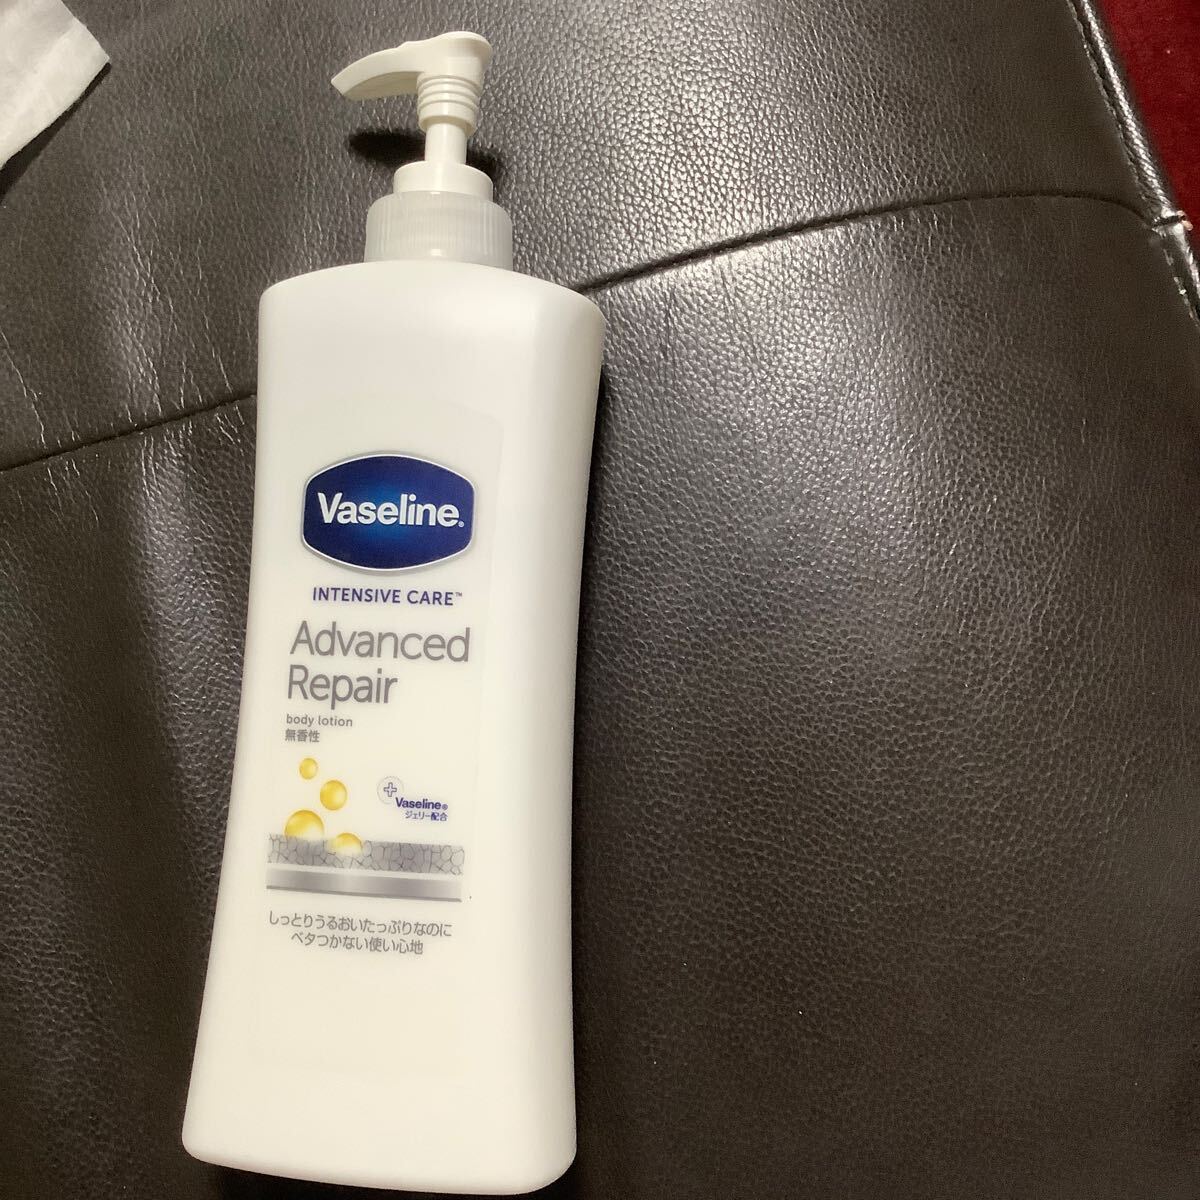 Vaseline®
INTENSIVE CARE™
Advanced
Repair
body lotion
無香性
Vaseline®
ジェリー配合
しっとりうるおいたっぷりなのに
ベタつかない使い心地